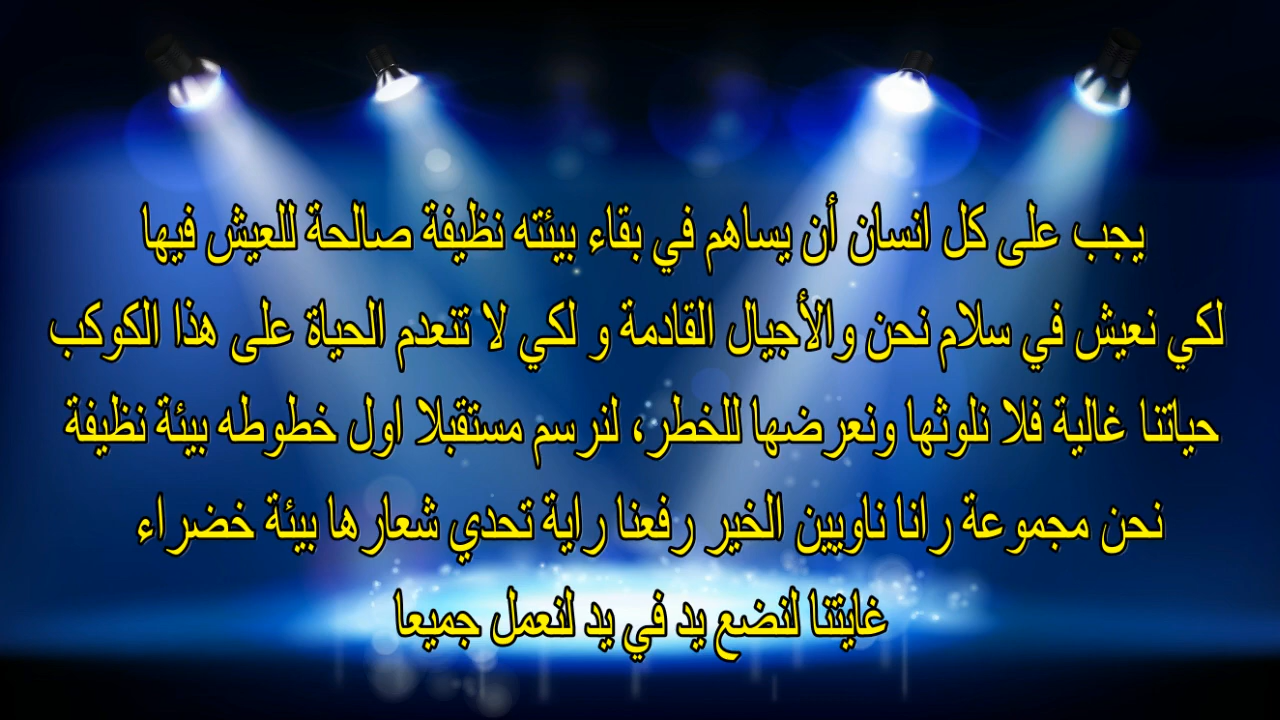 يجب على كل انسان أن يساهم في بقاء بيئته نظيفة صالحة للعيش فيها
لكي نعيش في سلام نحن والأجيال القادمة و لكي لا تنعدم الحياة على هذا الكوكب
حياتنا غالية فلا نلوثها ونعرضها للخطر، لنرسم مستقبلا اول خطوطه بيئة نظيفة
نحن مجموعة رانا ناويين الخير رفعنا راية تحدي شعارها بيئة خضراء
غايتنا لنضع يد في يد لنعمل جميعا